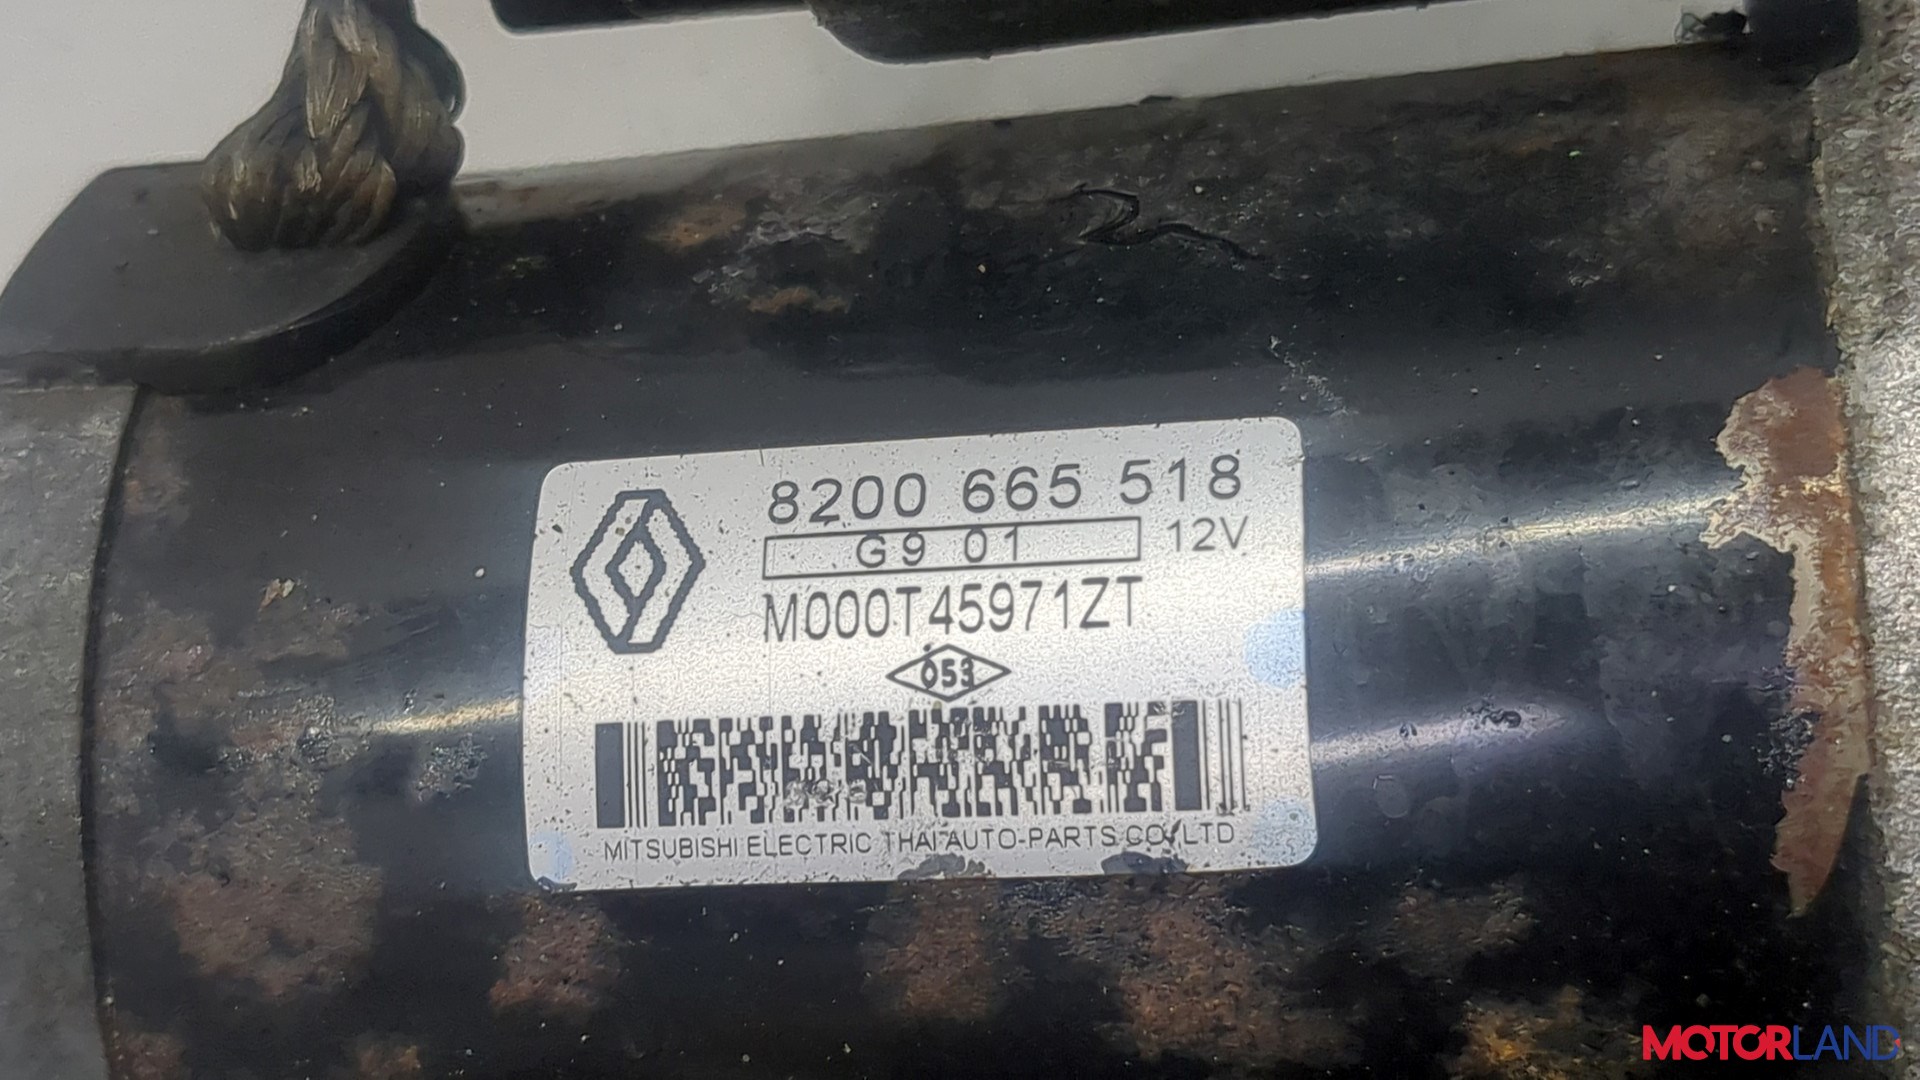 8200 665 518
G9 01 12V
M000T45971ZT
053
MITSUBISHI ELECTRIC THAI AUTO-PARTS CO.,LTD
MOTORLAND